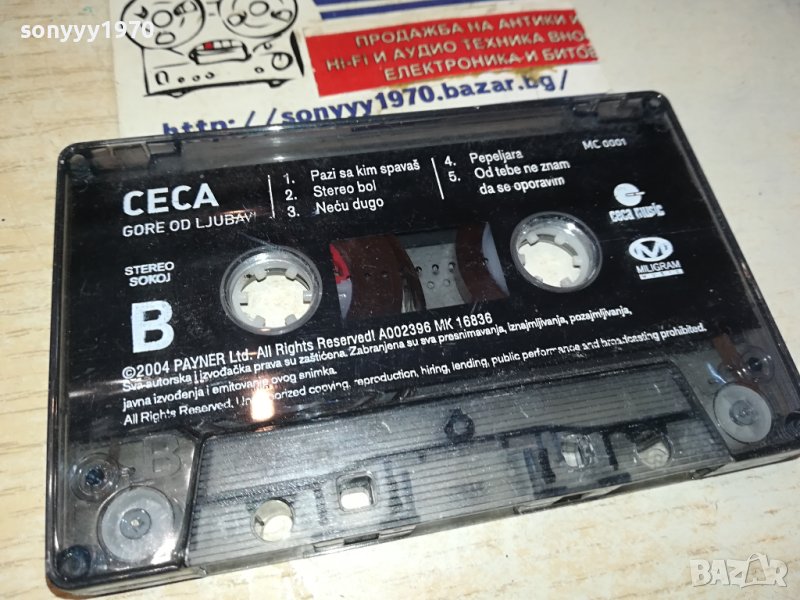 sonyyy1970
ПРОДАЖБА НА АНТИКИ И
HI-FI И АУДИО ТЕХНИКА ВНОС
ЕЛЕКТРОНИКА И БИТОВ
http://sonyyy1970.bazar.bg/
MC 0001
CECA
GORE OD LJUBAVI
1. Pazi sa kim spavaš
2. Stereo bol
3. Neću dugo
4. Pepeljara
5. Od tebe ne znam
da se oporavim
ceca music
MILIGRAM
MUSIC
STEREO
SOKOJ
B
©2004 PAYNER Ltd. All Rights Reserved! A002396 MK 16836
Sva autorska i izvođačka prava su zaštićena. Zabranjena su sva presnimavanja, iznajmljivanja, pozajmljivanja,
javna izvođenja i emitovanja ovog snimka.
All Rights Reserved. Unauthorized copying, reproduction, hiring, lending, public performance and broadcasting prohibited.
B
BAZAR